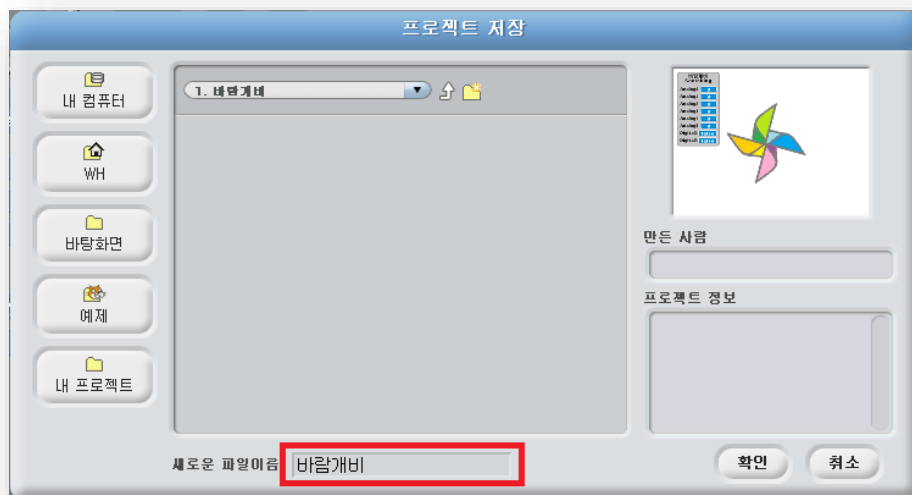 프로젝트 저장
내 컴퓨터
WH
바탕화면
예제
내 프로젝트
1. 바람개비
만든 사람
프로젝트 정보
새로운 파일이름
바람개비
확인
취소